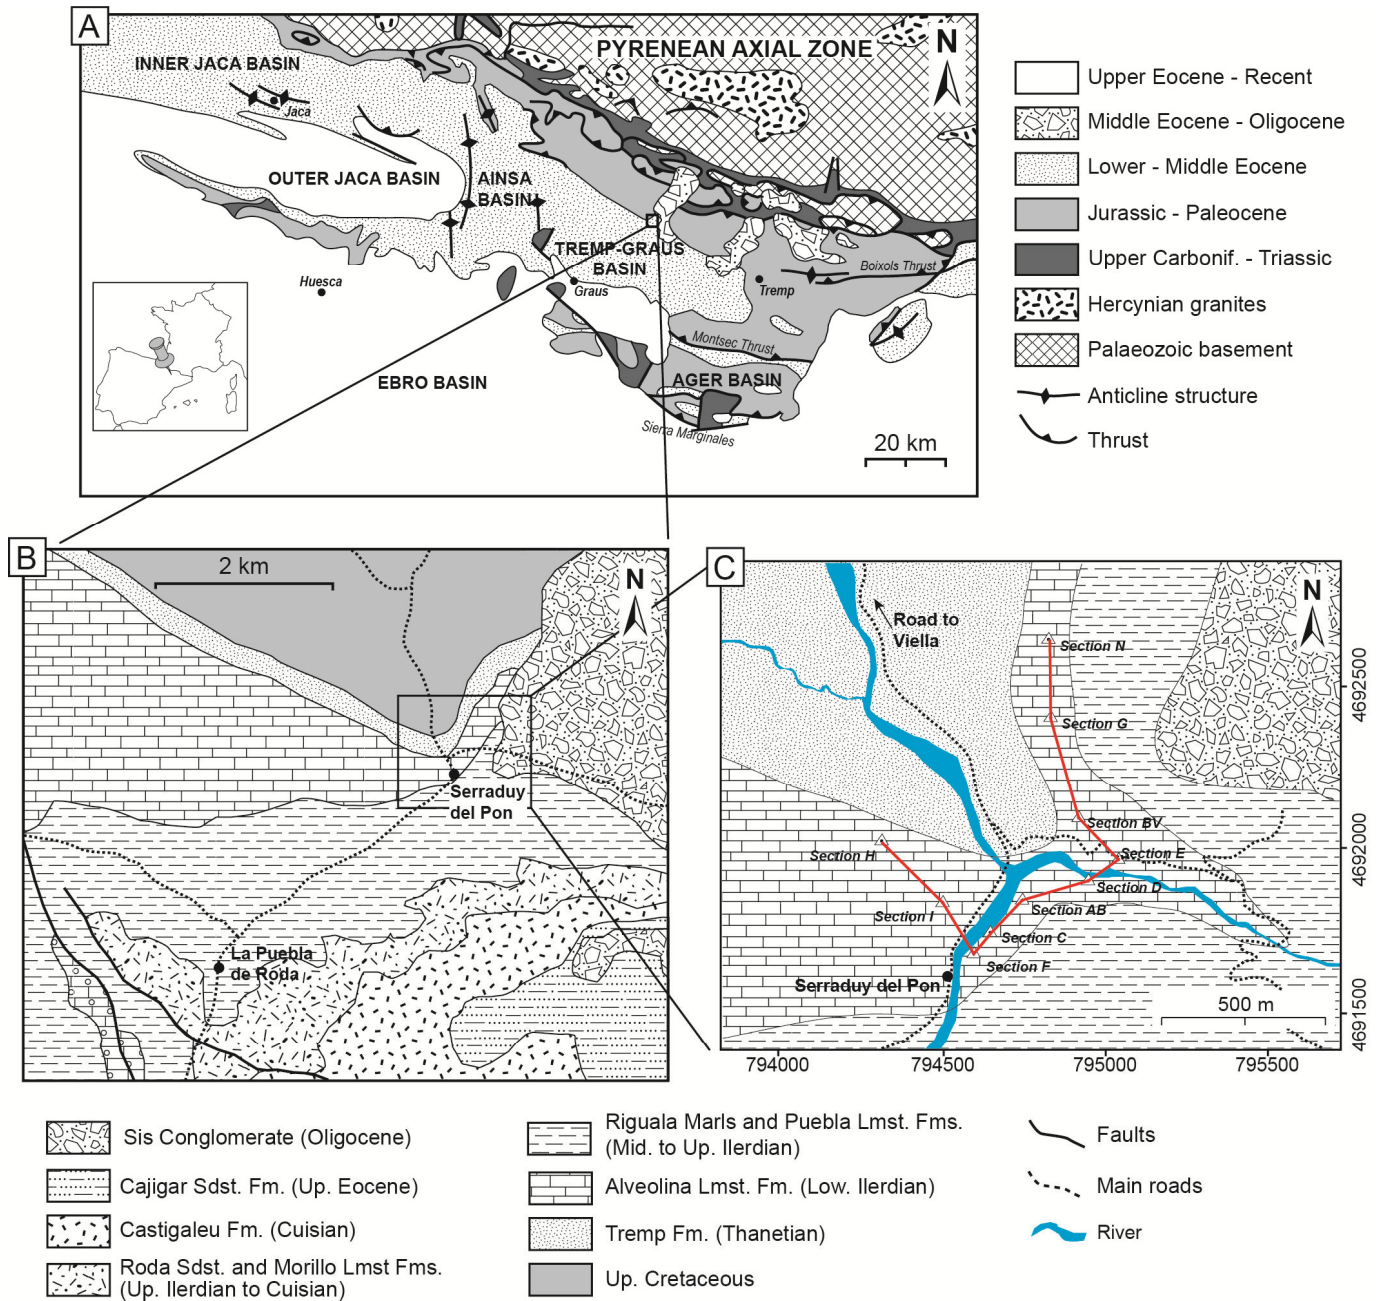 A
PYRENEAN AXIAL ZONE
N
INNER JACA BASIN
Jaca
OUTER JACA BASIN
AINSA
BASIN
TREMP-GRAUS
BASIN
Huesca
Graus
Tremp
Boixols Thrust
Montsec Thrust
EBRO BASIN
AGER BASIN
Sierra Marginales
20 km
Upper Eocene - Recent
Middle Eocene - Oligocene
Lower - Middle Eocene
Jurassic - Paleocene
Upper Carbonif. - Triassic
Hercynian granites
Palaeozoic basement
Anticline structure
Thrust
B
2 km
N
Serraduy
del Pon
La Puebla
de Roda
C
N
Road to
Viella
Section N
Section G
Section BV
Section E
Section H
Section D
Section I
Section AB
Section C
Section F
Serraduy del Pon
500 m
4692500
4692000
4691500
794000
794500
795000
795500
Sis Conglomerate (Oligocene)
Cajigar Sdst. Fm. (Up. Eocene)
Castigaleu Fm. (Cuisian)
Roda Sdst. and Morillo Lmst Fms.
(Up. Ilerdian to Cuisian)
Riguala Marls and Puebla Lmst. Fms.
(Mid. to Up. Ilerdian)
Alveolina Lmst. Fm. (Low. Ilerdian)
Tremp Fm. (Thanetian)
Up. Cretaceous
Faults
Main roads
River